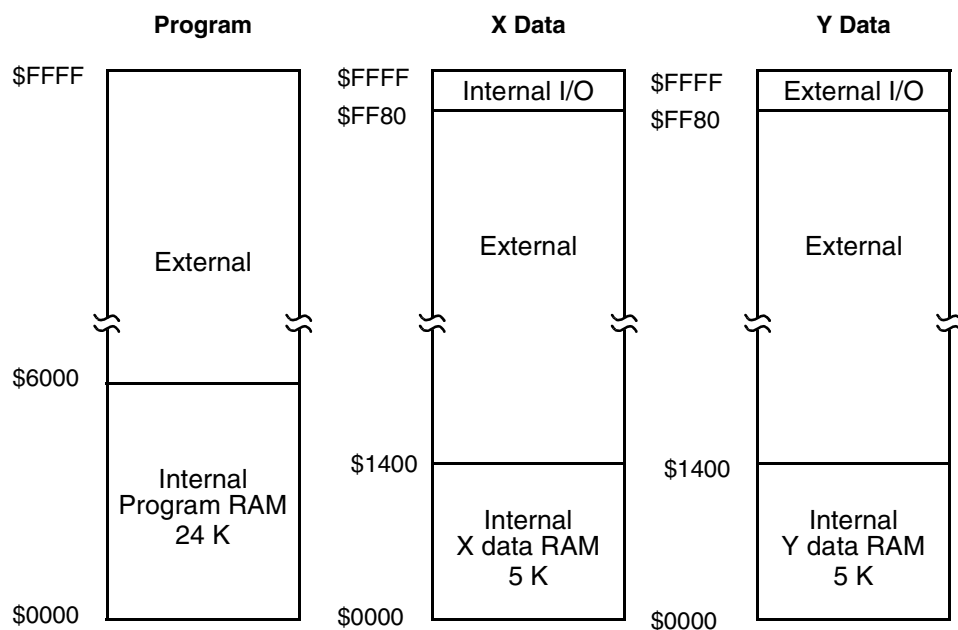 Program
$FFFF
External
$6000
Internal
Program RAM
24 K
$0000
X Data
$FFFF
Internal I/O
$FF80
External
$1400
Internal
X data RAM
5 K
$0000
Y Data
$FFFF
External I/O
$FF80
External
$1400
Internal
Y data RAM
5 K
$0000